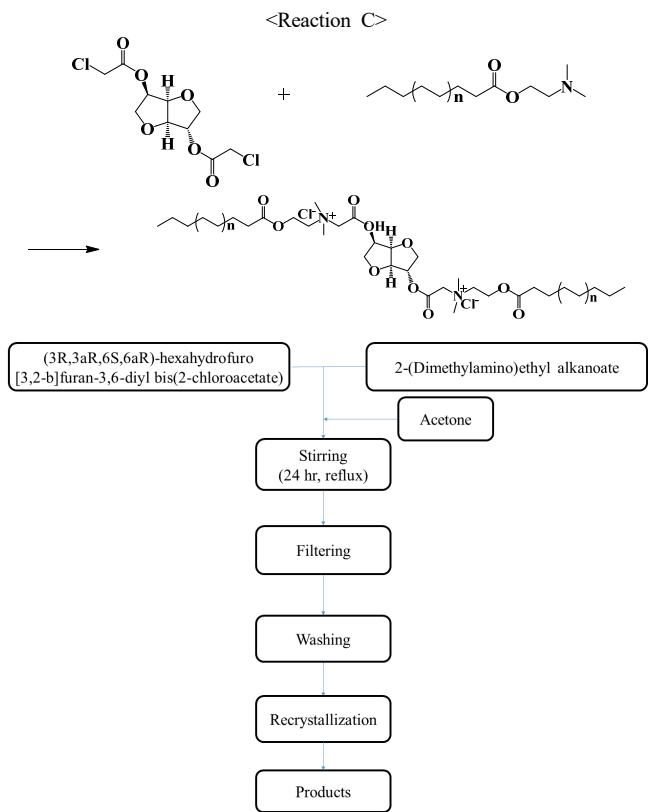 <Reaction C>
Cl
O
O
H
O
O
H
O
O
Cl
+
n
O
O
N
n
O
O
Cl⁻
N⁺
O
OH
H
O
O
H
O
O
N⁺
Cl⁻
O
O
n
(3R,3aR,6S,6aR)-hexahydrofuro
[3,2-b]furan-3,6-diyl bis(2-chloroacetate)
2-(Dimethylamino)ethyl alkanoate
Acetone
Stirring
(24 hr, reflux)
Filtering
Washing
Recrystallization
Products